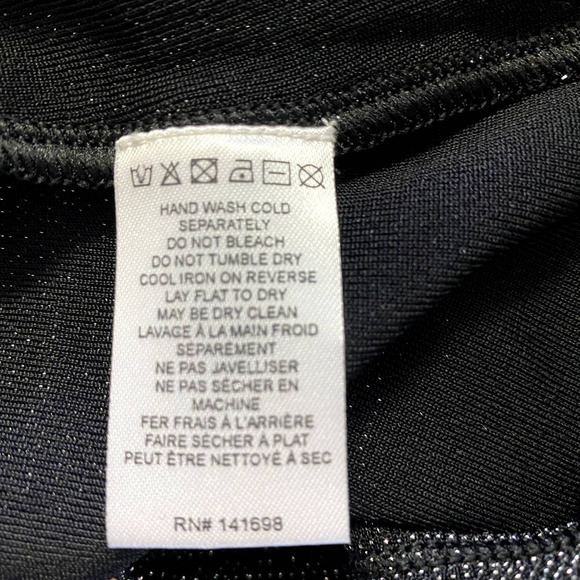 HAND WASH COLD
SEPARATELY
DO NOT BLEACH
DO NOT TUMBLE DRY
COOL IRON ON REVERSE
LAY FLAT TO DRY
MAY BE DRY CLEAN
LAVAGE À LA MAIN FROID
SEPARÉMENT
NE PAS JAVELLISER
NE PAS SÉCHER EN
MACHINE
FER FRAIS À L'ARRIÈRE
FAIRE SÉCHER À PLAT
PEUT ÊTRE NETTOYÉ À SEC
RN# 141698